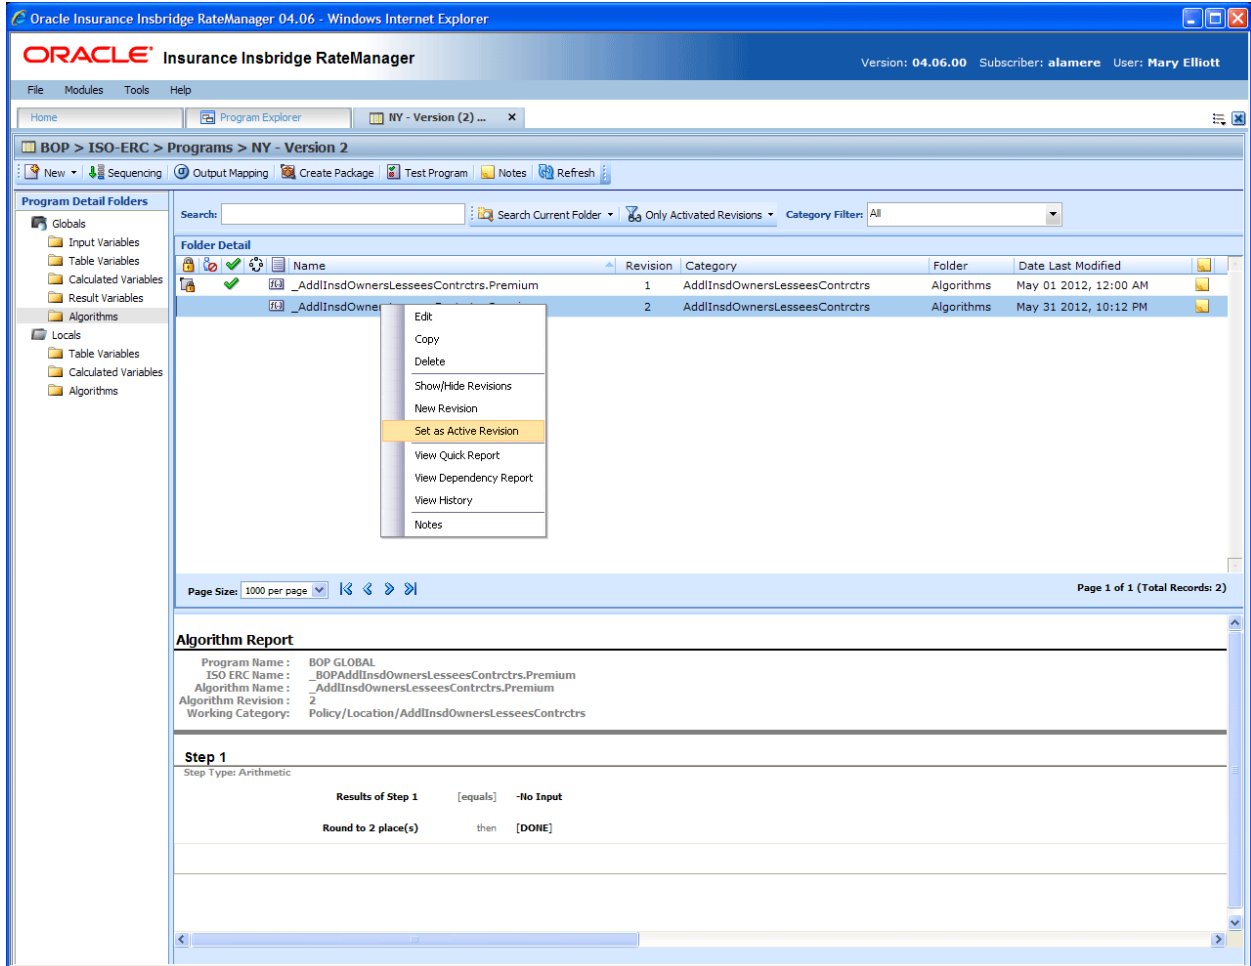 Oracle Insurance Insbridge RateManager 04.06 - Windows Internet Explorer
ORACLE Insurance Insbridge RateManager
Version: 04.06.00 Subscriber: alamere User: Mary Elliott
File Modules Tools Help
Home Program Explorer NY - Version (2) ... X
BOP > ISO-ERC > Programs > NY - Version 2
New Sequencing Output Mapping Create Package Test Program Notes Refresh
Program Detail Folders
Globals
Input Variables
Table Variables
Calculated Variables
Result Variables
Algorithms
Locals
Table Variables
Calculated Variables
Algorithms
Search: Search Current Folder Only Activated Revisions Category Filter: All
Folder Detail
Name Revision Category Folder Date Last Modified
_AddlInsdOwnersLesseesContrctrs.Premium 1 AddlInsdOwnersLesseesContrctrs Algorithms May 01 2012, 12:00 AM
_AddlInsdOwner 2 AddlInsdOwnersLesseesContrctrs Algorithms May 31 2012, 10:12 PM
Edit
Copy
Delete
Show/Hide Revisions
New Revision
Set as Active Revision
View Quick Report
View Dependency Report
View History
Notes
Page Size: 1000 per page Page 1 of 1 (Total Records: 2)
Algorithm Report
Program Name : BOP GLOBAL
ISO ERC Name : _BOPAddlInsdOwnersLesseesContrctrs.Premium
Algorithm Name : _AddlInsdOwnersLesseesContrctrs.Premium
Algorithm Revision : 2
Working Category: Policy/Location/AddlInsdOwnersLesseesContrctrs
Step 1
Step Type: Arithmetic
Results of Step 1 [equals] -No Input
Round to 2 place(s) then [DONE]